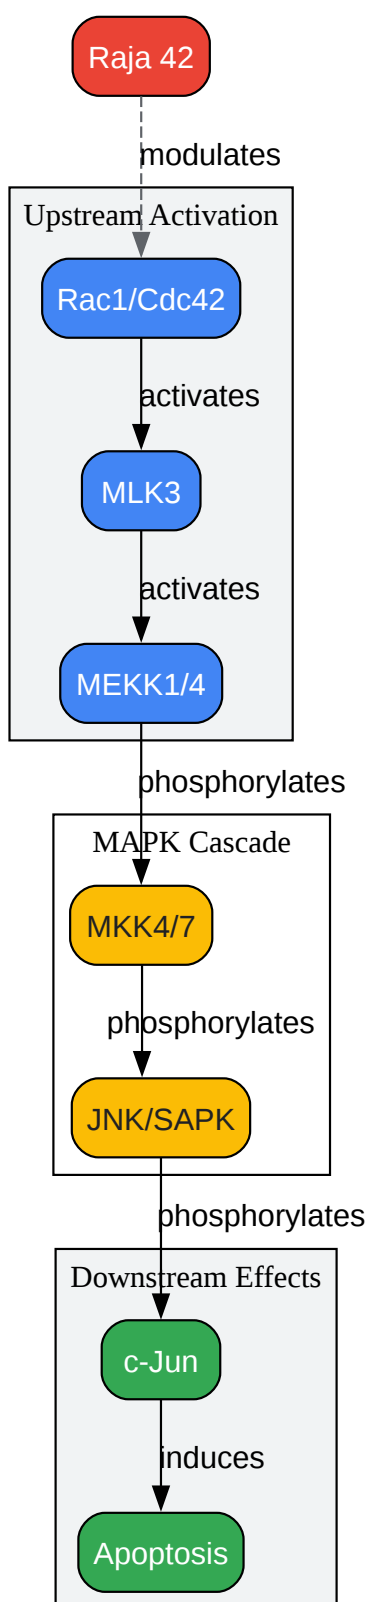 Raja 42
modulates
Upstream Activation
Rac1/Cdc42
activates
MLK3
activates
MEKK1/4
phosphorylates
MAPK Cascade
MKK4/7
phosphorylates
JNK/SAPK
phosphorylates
Downstream Effects
c-Jun
induces
Apoptosis